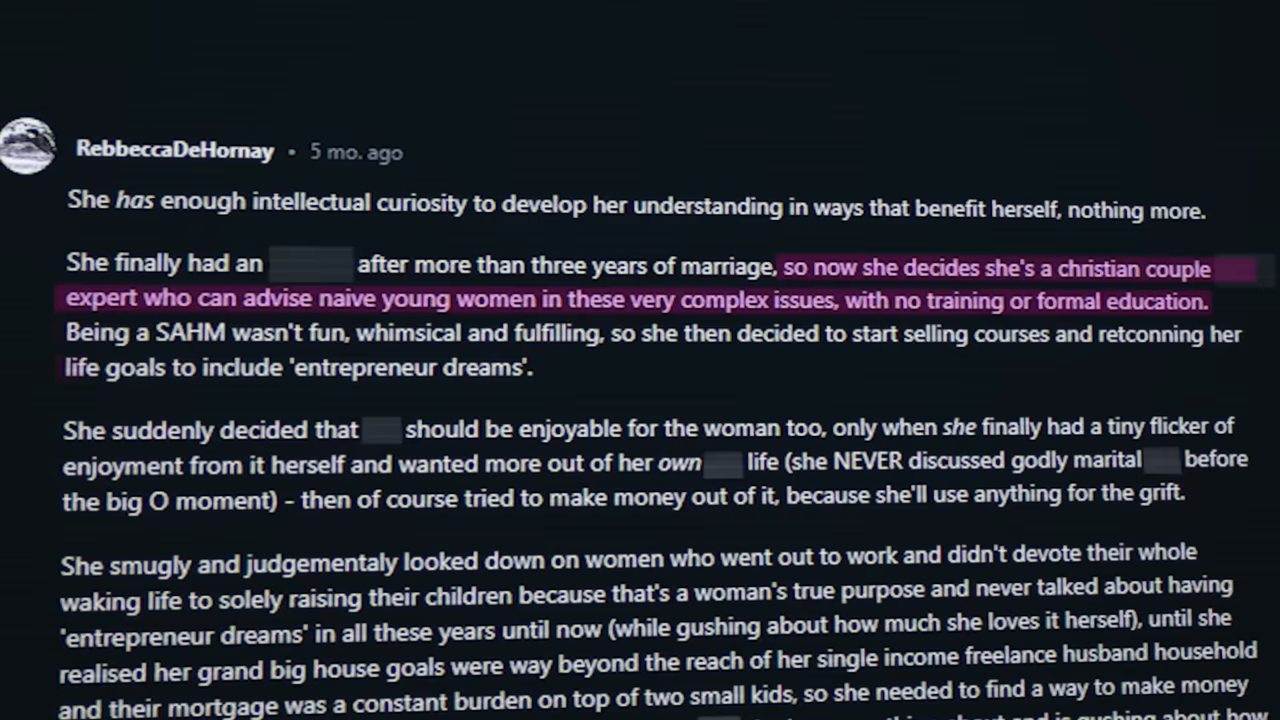 RebbeccaDeHornay • 5 mo. ago
She has enough intellectual curiosity to develop her understanding in ways that benefit herself, nothing more.
She finally had an after more than three years of marriage, so now she decides she's a christian couple
expert who can advise naive young women in these very complex issues, with no training or formal education.
Being a SAHM wasn't fun, whimsical and fulfilling, so she then decided to start selling courses and retconning her
life goals to include 'entrepreneur dreams'.
She suddenly decided that should be enjoyable for the woman too, only when she finally had a tiny flicker of
enjoyment from it herself and wanted more out of her own life (she NEVER discussed godly marital before
the big O moment) - then of course tried to make money out of it, because she'll use anything for the grift.
She smugly and judgementaly looked down on women who went out to work and didn't devote their whole
waking life to solely raising their children because that's a woman's true purpose and never talked about having
'entrepreneur dreams' in all these years until now (while gushing about how much she loves it herself), until she
realised her grand big house goals were way beyond the reach of her single income freelance husband household
and their mortgage was a constant burden on top of two small kids, so she needed to find a way to make money